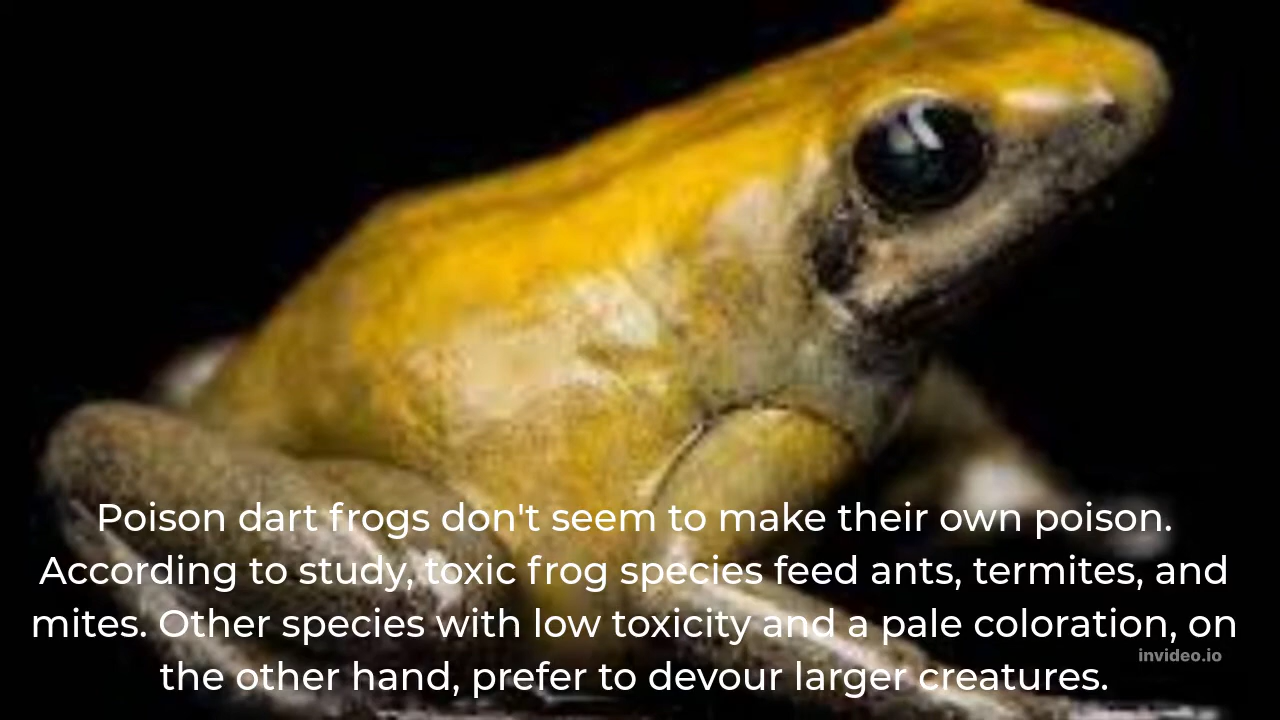 Poison dart frogs don't seem to make their own poison.
According to study, toxic frog species feed ants, termites, and
mites. Other species with low toxicity and a pale coloration, on
the other hand, prefer to devour larger creatures.
invideo.io